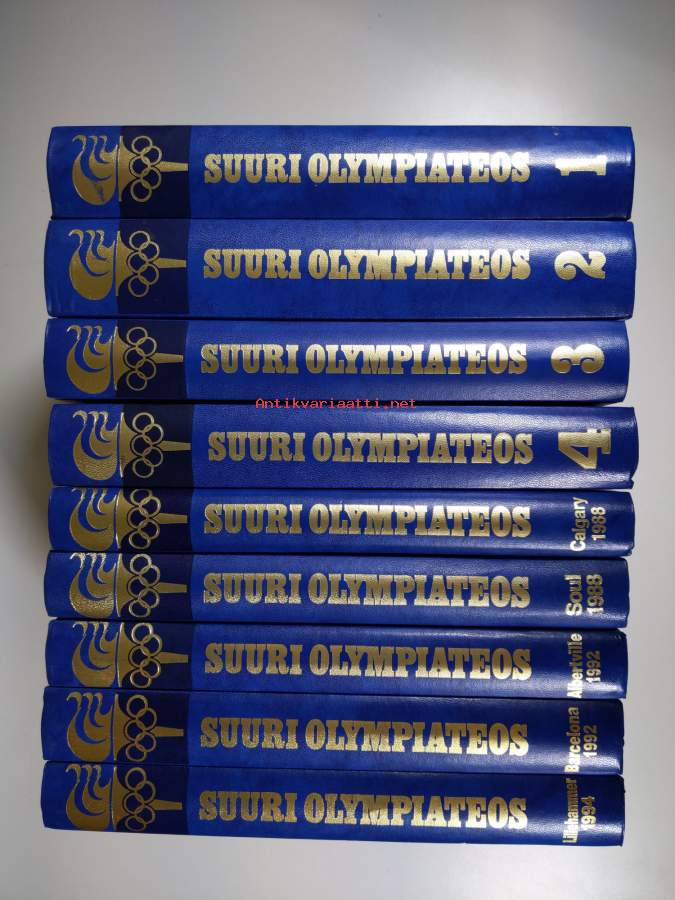 SUURI OLYMPIATEOS 1
SUURI OLYMPIATEOS 2
SUURI OLYMPIATEOS 3
Antikvariaatti.net
SUURI OLYMPIATEOS 4
SUURI OLYMPIATEOS Calgary 1988
SUURI OLYMPIATEOS Soul 1988
SUURI OLYMPIATEOS Albertville 1992
SUURI OLYMPIATEOS Barcelona 1992
SUURI OLYMPIATEOS Lillehammer 1994